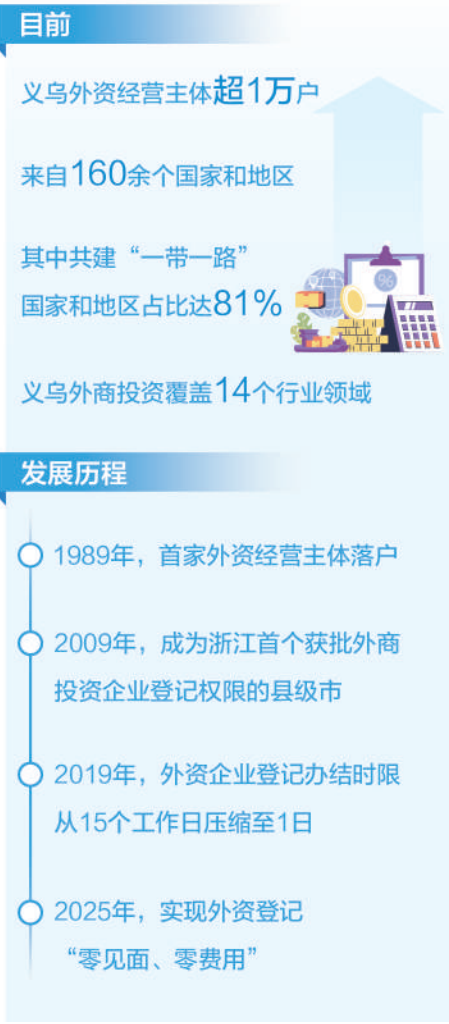 目前
义乌外资经营主体超1万户
来自160余个国家和地区
其中共建“一带一路”
国家和地区占比达81%
%
义乌外商投资覆盖14个行业领域
发展历程
1989年，首家外资经营主体落户
2009年，成为浙江首个获批外商
投资企业登记权限的县级市
2019年，外资企业登记办结时限
从15个工作日压缩至1日
2025年，实现外资登记
“零见面、零费用”